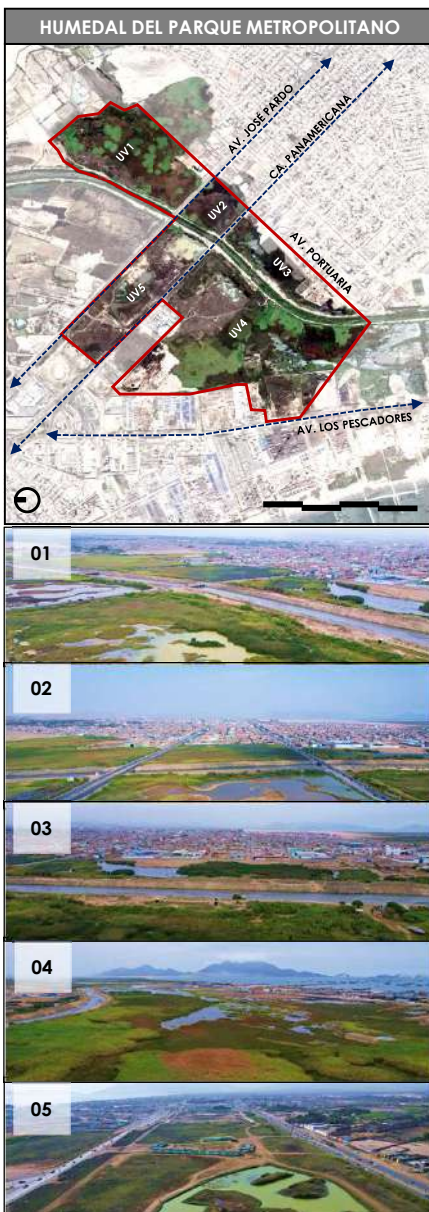 HUMEDAL DEL PARQUE METROPOLITANO
AV. JOSÉ PARDO
CA. PANAMERICANA
UV1
UV2
AV. PORTUARIA
UV3
UV5
UV4
AV. LOS PESCADORES
01
02
03
04
05